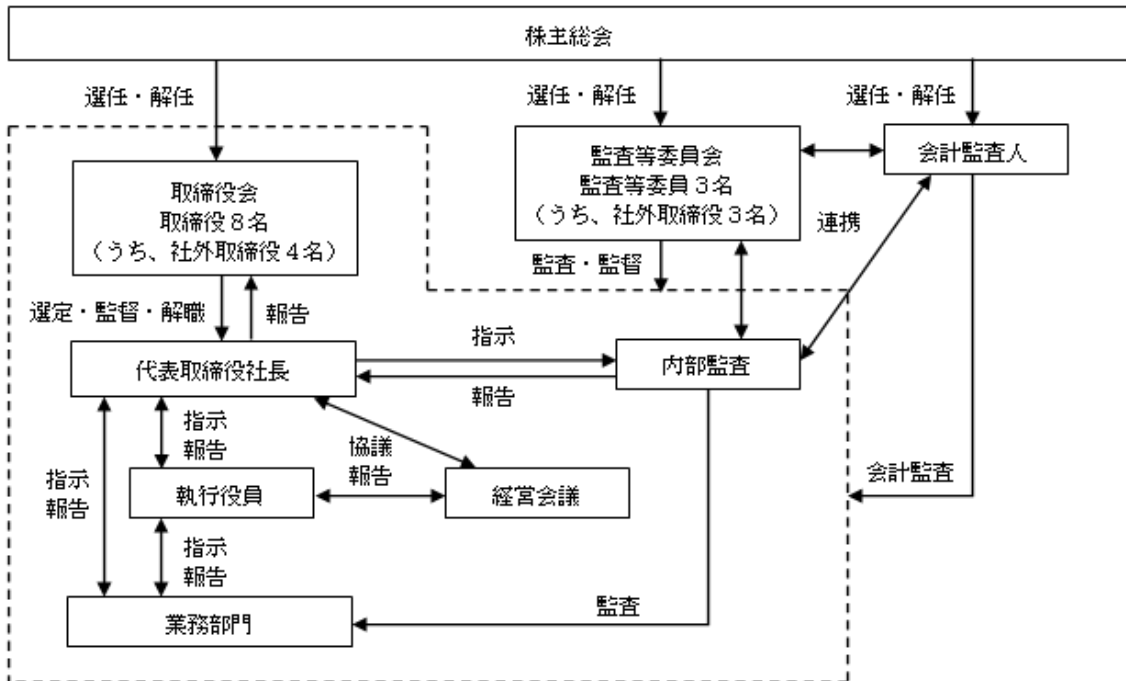 株主総会
選任・解任
選任・解任
選任・解任
取締役会
取締役8名
(うち、社外取締役4名)
監査等委員会
監査等委員3名
(うち、社外取締役3名)
会計監査人
連携
監査・監督
選定・監督・解職
報告
代表取締役社長
指示
報告
内部監査
指示
報告
協議
報告
指示
報告
執行役員
経営会議
会計監査
指示
報告
業務部門
監査